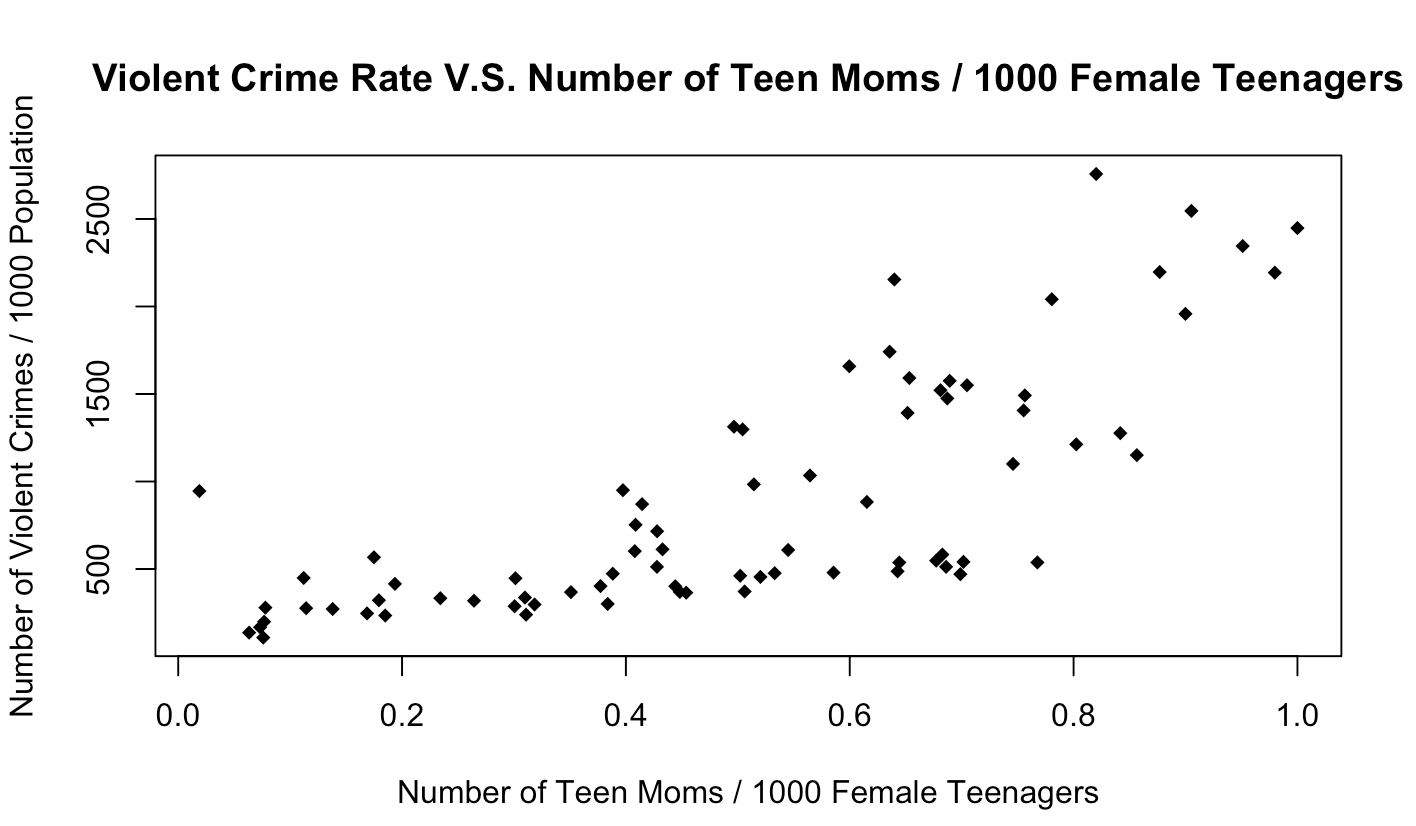 Violent Crime Rate V.S. Number of Teen Moms / 1000 Female Teenagers
Number of Violent Crimes / 1000 Population
2500
1500
500
0.0 0.2 0.4 0.6 0.8 1.0
Number of Teen Moms / 1000 Female Teenagers